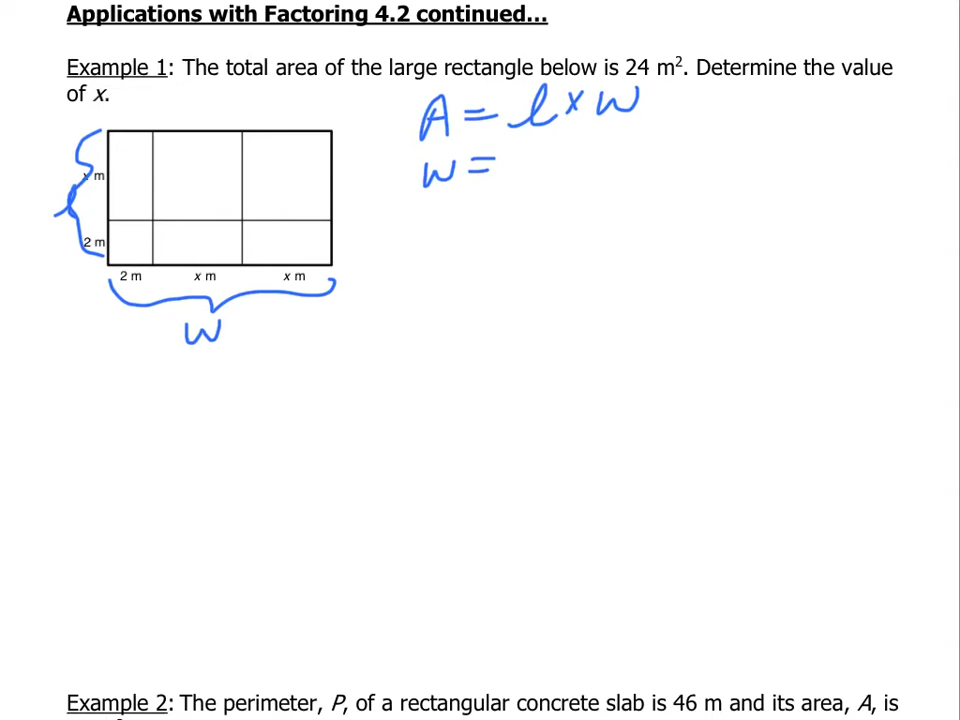 Applications with Factoring 4.2 continued...
Example 1: The total area of the large rectangle below is 24 m². Determine the value
of x.
A = l x w
w =
x m
l
2 m
2 m x m x m
w
Example 2: The perimeter, P, of a rectangular concrete slab is 46 m and its area, A, is